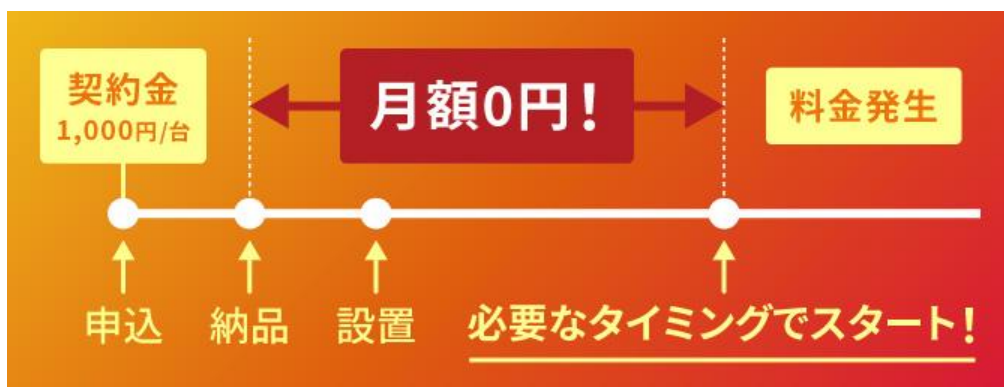 契約金
1,000円/台
月額0円！
料金発生
申込
納品
設置
必要なタイミングでスタート！